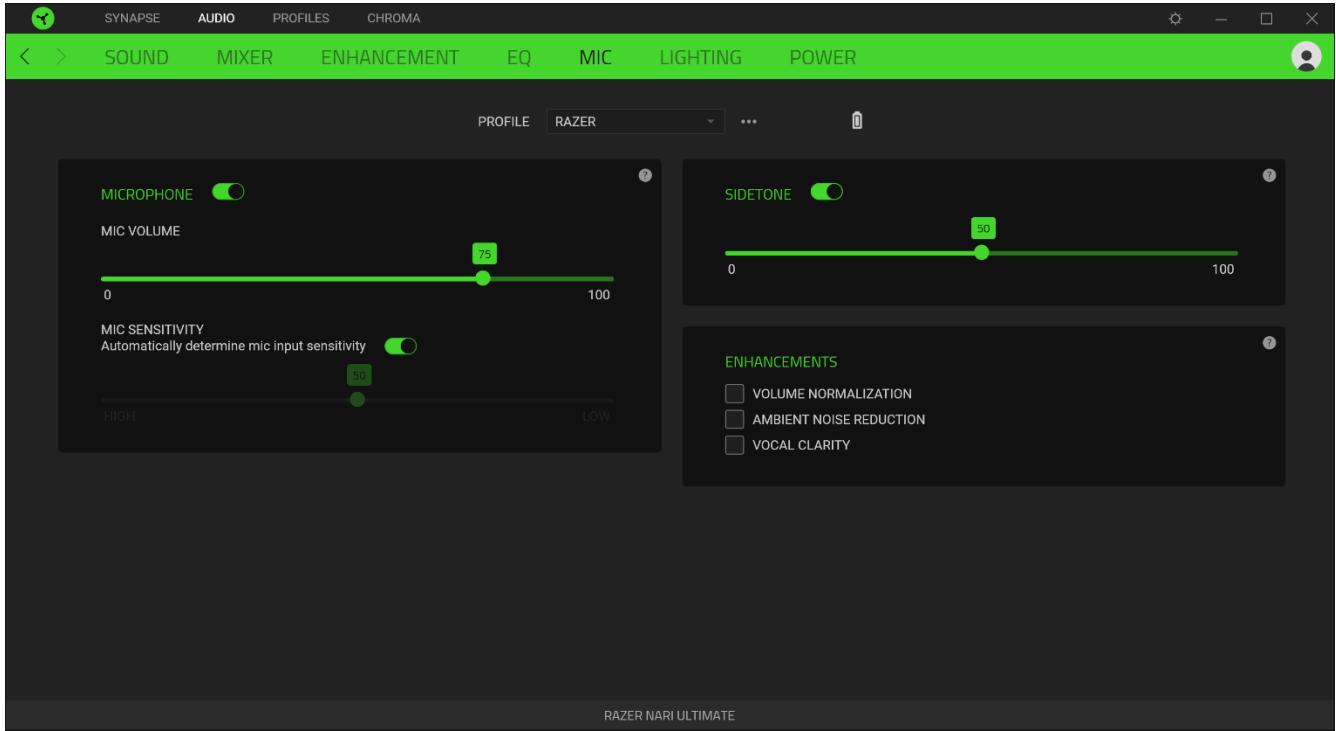 SYNAPSE AUDIO PROFILES CHROMA
SOUND MIXER ENHANCEMENT EQ MIC LIGHTING POWER
PROFILE RAZER
MICROPHONE
MIC VOLUME
75
0 100
MIC SENSITIVITY
Automatically determine mic input sensitivity
50
HIGH LOW
SIDETONE
50
0 100
ENHANCEMENTS
VOLUME NORMALIZATION
AMBIENT NOISE REDUCTION
VOCAL CLARITY
RAZER NARI ULTIMATE